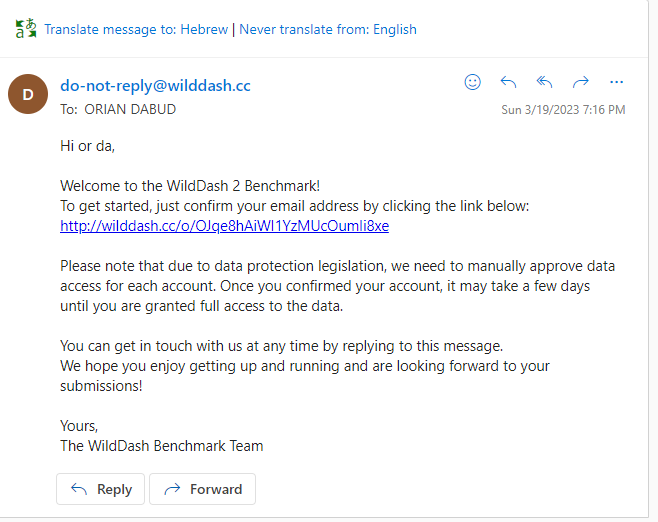 Translate message to: Hebrew | Never translate from: English
D
do-not-reply@wilddash.cc
To: ORIAN DABUD
Sun 3/19/2023 7:16 PM
Hi or da,
Welcome to the WildDash 2 Benchmark!
To get started, just confirm your email address by clicking the link below:
http://wilddash.cc/o/OJqe8hAiWI1YzMUcOumIi8xe
Please note that due to data protection legislation, we need to manually approve data
access for each account. Once you confirmed your account, it may take a few days
until you are granted full access to the data.
You can get in touch with us at any time by replying to this message.
We hope you enjoy getting up and running and are looking forward to your
submissions!
Yours,
The WildDash Benchmark Team
Reply
Forward